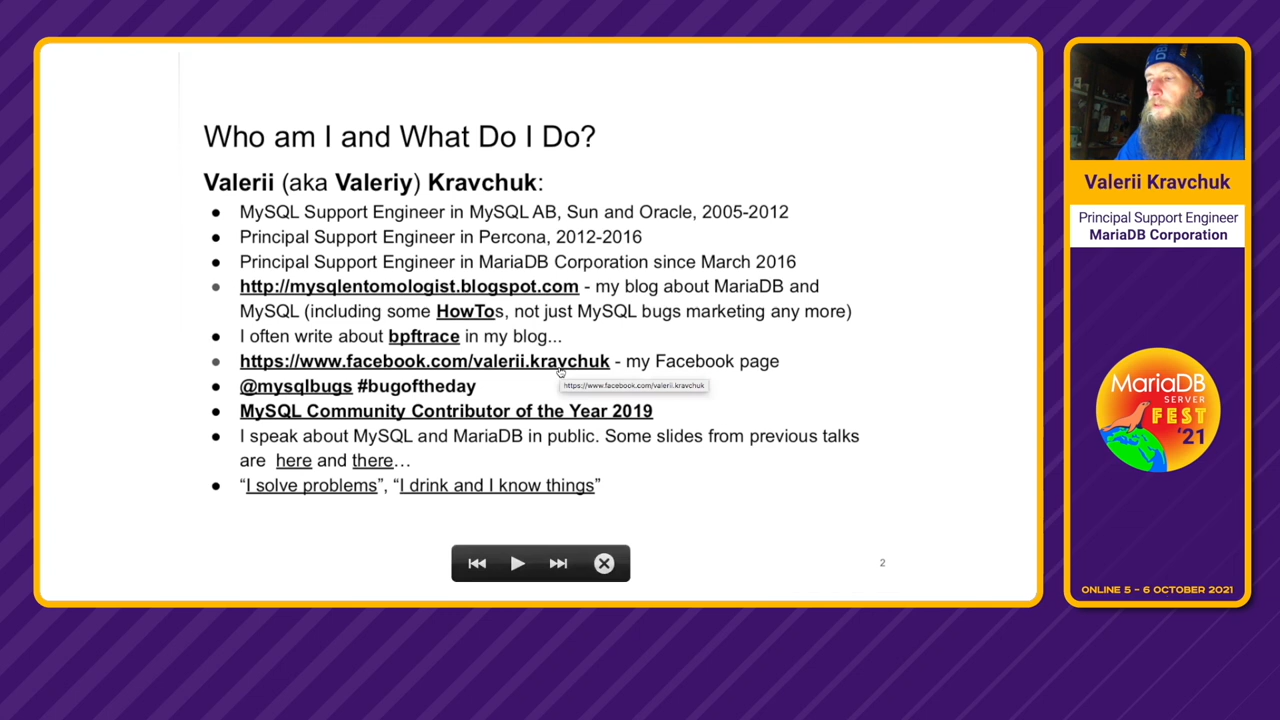 Who am I and What Do I Do?
Valerii (aka Valeriy) Kravchuk:
● MySQL Support Engineer in MySQL AB, Sun and Oracle, 2005-2012
● Principal Support Engineer in Percona, 2012-2016
● Principal Support Engineer in MariaDB Corporation since March 2016
● http://mysqlentomologist.blogspot.com - my blog about MariaDB and
MySQL (including some HowTos, not just MySQL bugs marketing any more)
● I often write about bpftrace in my blog...
● https://www.facebook.com/valerii.kravchuk - my Facebook page
https://www.facebook.com/valerii.kravchuk
● @mysqlbugs #bugoftheday
● MySQL Community Contributor of the Year 2019
● I speak about MySQL and MariaDB in public. Some slides from previous talks
are here and there…
● “I solve problems”, “I drink and I know things”
2
Valerii Kravchuk
Principal Support Engineer
MariaDB Corporation
MariaDB
SERVER
FEST
'21
ONLINE 5 – 6 OCTOBER 2021